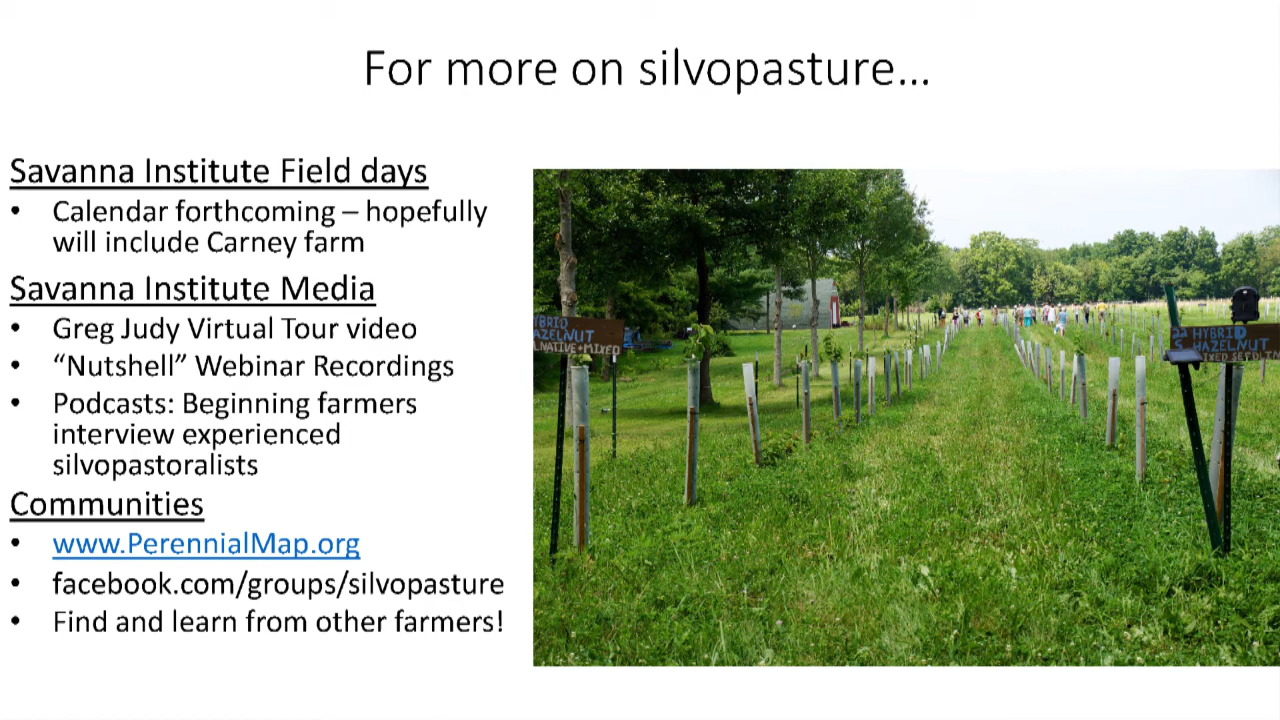 For more on silvopasture...
Savanna Institute Field days
• Calendar forthcoming – hopefully
will include Carney farm
Savanna Institute Media
• Greg Judy Virtual Tour video
• “Nutshell” Webinar Recordings
• Podcasts: Beginning farmers
interview experienced
silvopastoralists
Communities
• www.PerennialMap.org
• facebook.com/groups/silvopasture
• Find and learn from other farmers!
HAZELNUT
NATIVE+MIXED
HYBRID
HAZELNUT